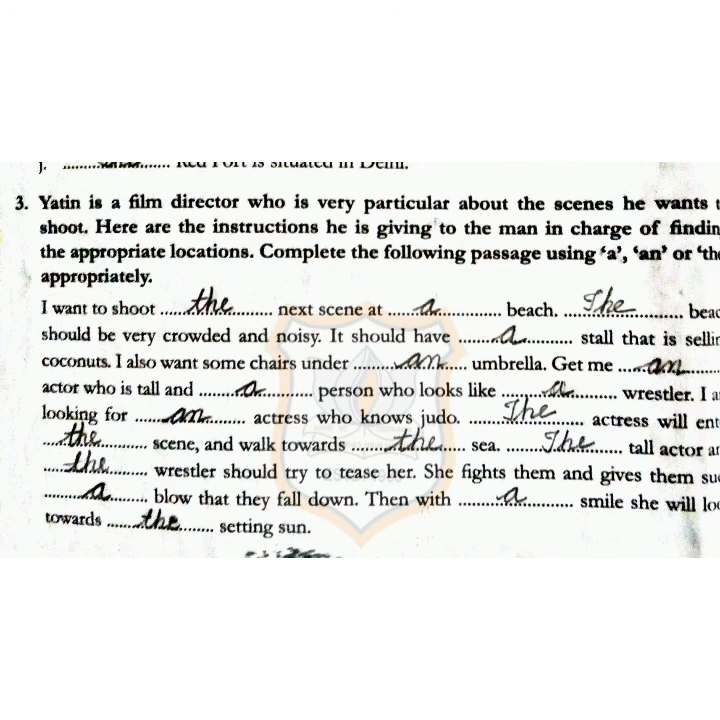 j. .................... Red Fort is situated in Delhi.
3. Yatin is a film director who is very particular about the scenes he wants t
shoot. Here are the instructions he is giving to the man in charge of findin
the appropriate locations. Complete the following passage using ‘a’, ‘an’ or ‘the
appropriately.
I want to shoot ......the......... next scene at ......a............ beach. ...The............ beac
should be very crowded and noisy. It should have .......a............ stall that is sellin
coconuts. I also want some chairs under .........an..... umbrella. Get me .....an.......
actor who is tall and .......a........... person who looks like .......a........... wrestler. I a
looking for ......an....... actress who knows judo. .......The....... actress will ent
....the.......... scene, and walk towards .......the..... sea. .......The....... tall actor an
....the......... wrestler should try to tease her. She fights them and gives them suc
........a......... blow that they fall down. Then with .......a............ smile she will loo
towards ......the....... setting sun.